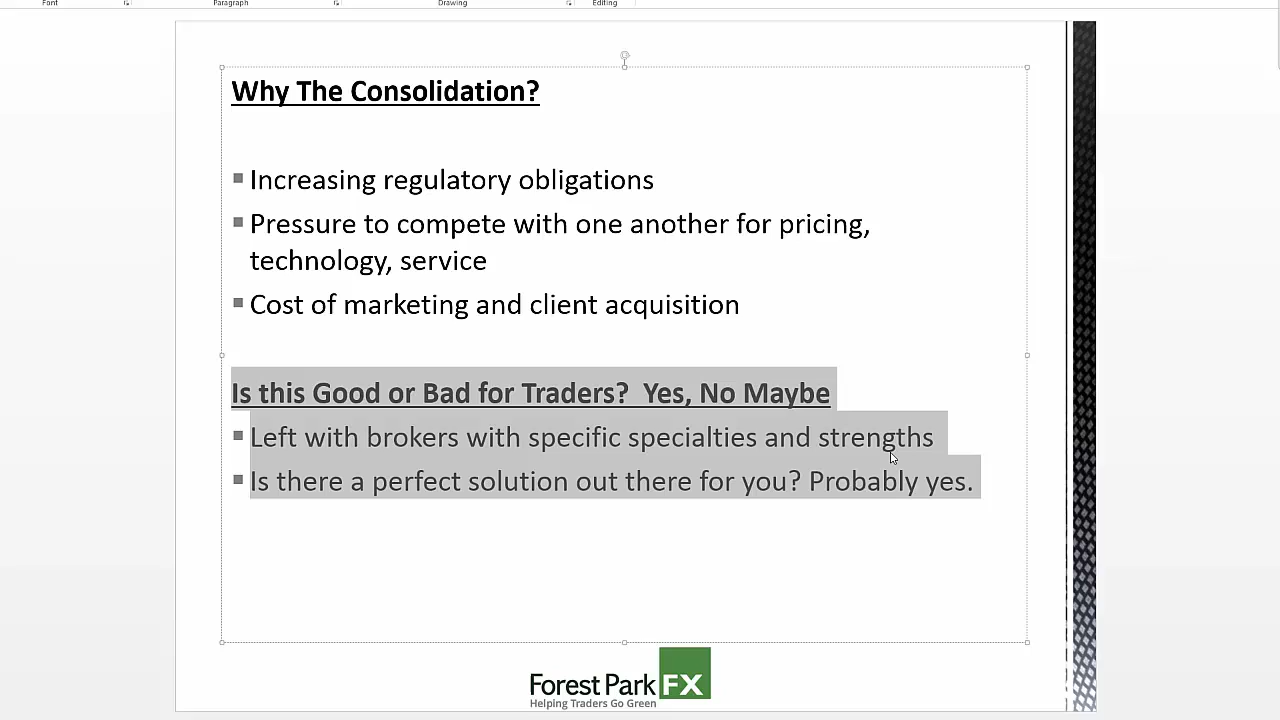 Font Paragraph Drawing Editing
Why The Consolidation?
Increasing regulatory obligations
Pressure to compete with one another for pricing,
technology, service
Cost of marketing and client acquisition
Is this Good or Bad for Traders?  Yes, No Maybe
Left with brokers with specific specialties and strengths
Is there a perfect solution out there for you? Probably yes.
Forest Park FX
Helping Traders Go Green